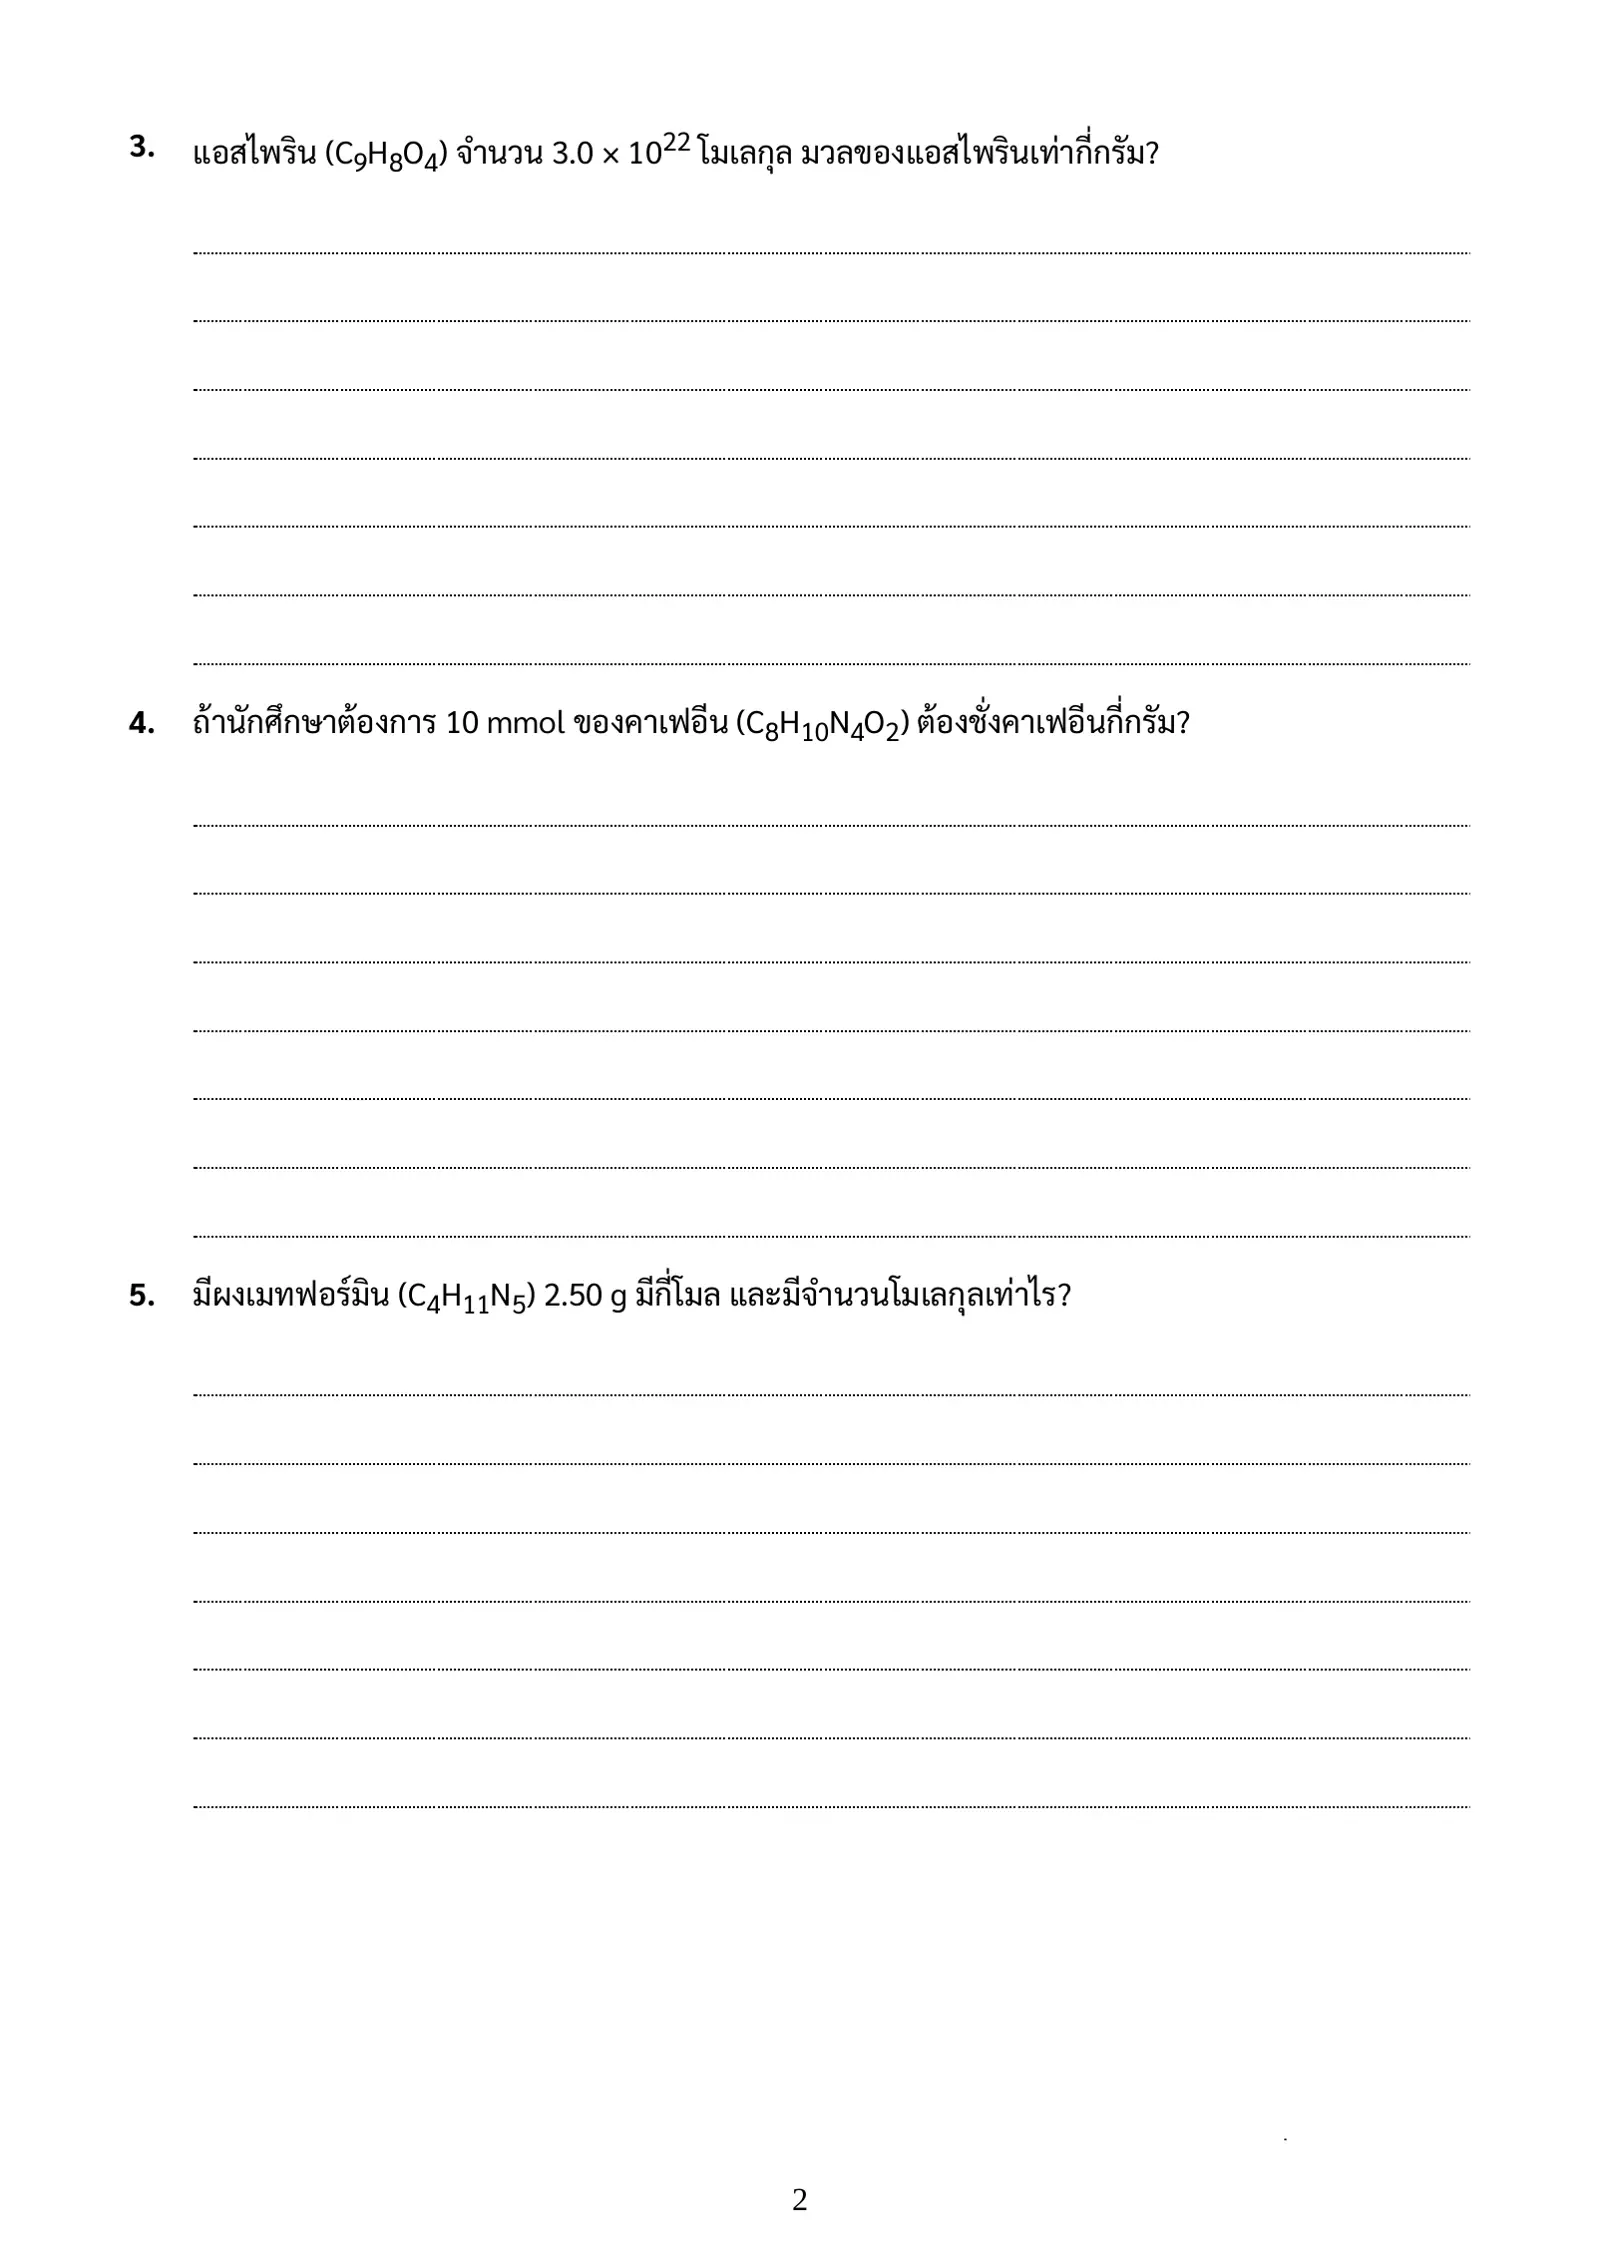 3. แอสไพริน (C₉H₈O₄) จำนวน 3.0 × 10²² โมเลกุล มวลของแอสไพรินเท่ากี่กรัม?
4. ถ้านักศึกษาต้องการ 10 mmol ของคาเฟอีน (C₈H₁₀N₄O₂) ต้องชั่งคาเฟอีนกี่กรัม?
5. มีผงเมทฟอร์มิน (C₄H₁₁N₅) 2.50 g มีกี่โมล และมีจำนวนโมเลกุลเท่าไร?
2